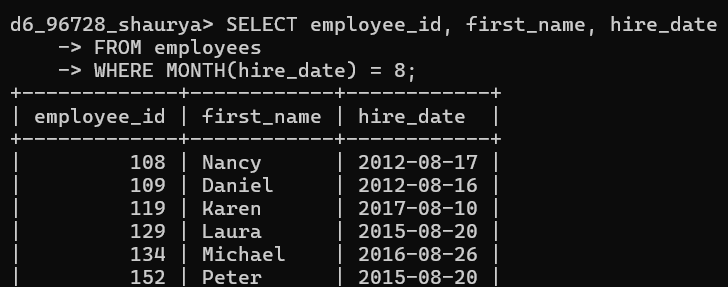 d6_96728_shaurya> SELECT employee_id, first_name, hire_date
    -> FROM employees
    -> WHERE MONTH(hire_date) = 8;
+-------------+------------+------------+
| employee_id | first_name | hire_date  |
+-------------+------------+------------+
|         108 | Nancy      | 2012-08-17 |
|         109 | Daniel     | 2012-08-16 |
|         119 | Karen      | 2017-08-10 |
|         129 | Laura      | 2015-08-20 |
|         134 | Michael    | 2016-08-26 |
|         152 | Peter      | 2015-08-20 |